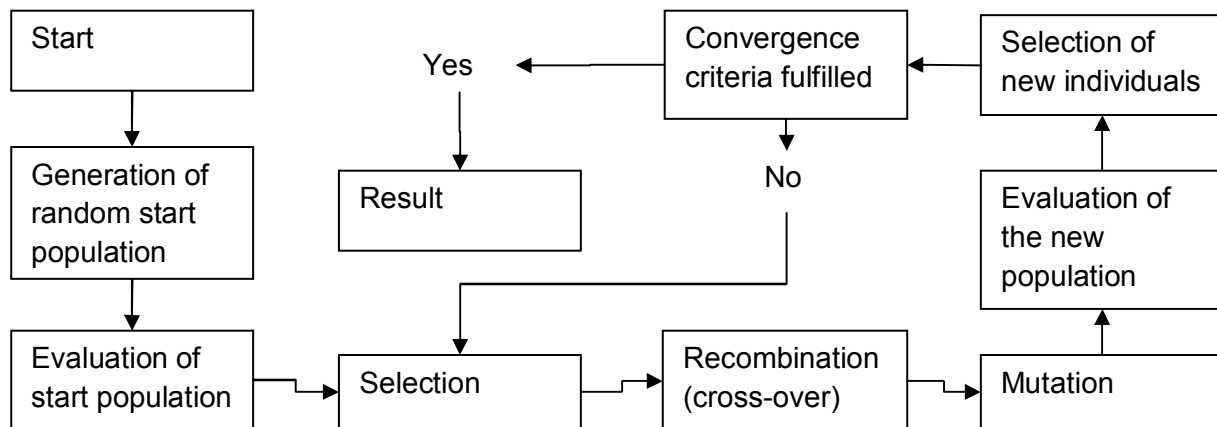 Start
Generation of
random start
population
Evaluation of
start population
Selection
Recombination
(cross-over)
Mutation
Evaluation of
the new
population
Selection of
new individuals
Convergence
criteria fulfilled
Yes
No
Result